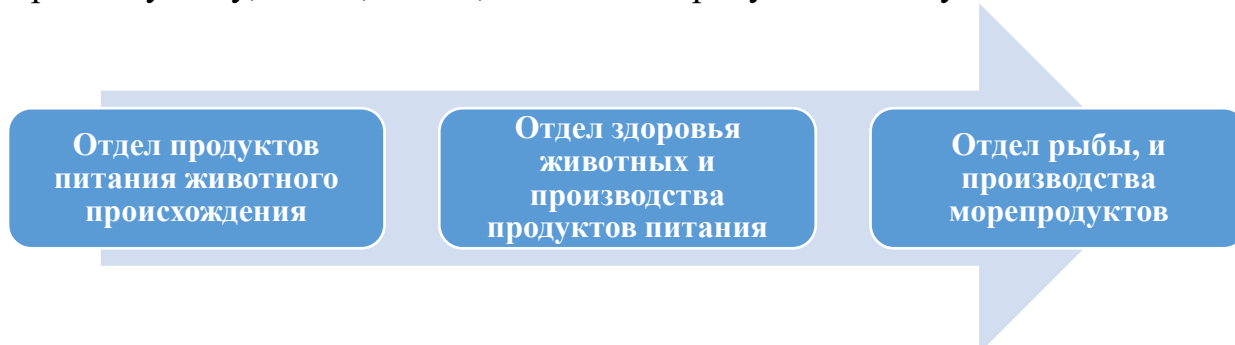 Отдел продуктов
питания животного
происхождения
Отдел здоровья
животных и
производства
продуктов питания
Отдел рыбы, и
производства
морепродуктов